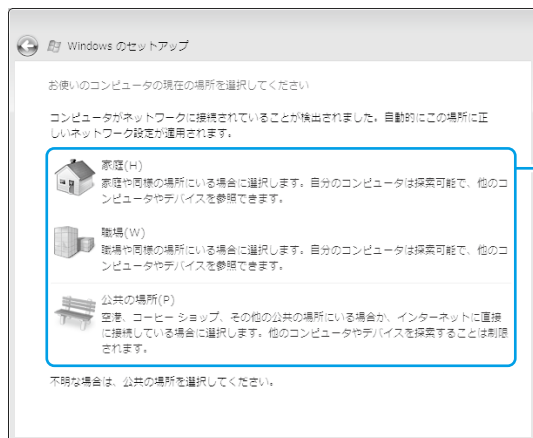 Windows のセットアップ
お使いのコンピュータの現在の場所を選択してください
コンピュータがネットワークに接続されていることが検出されました。自動的にこの場所に正
しいネットワーク設定が適用されます。
家庭(H)
家庭や同様の場所にいる場合に選択します。自分のコンピュータは探索可能で、他のコ
ンピュータやデバイスを参照できます。
職場(W)
職場や同様の場所にいる場合に選択します。自分のコンピュータは探索可能で、他のコ
ンピュータやデバイスを参照できます。
公共の場所(P)
空港、コーヒー ショップ、その他の公共の場所にいる場合か、インターネットに直接
に接続している場合に選択します。他のコンピュータやデバイスを探索することは制限
されます。
不明な場合は、公共の場所を選択してください。